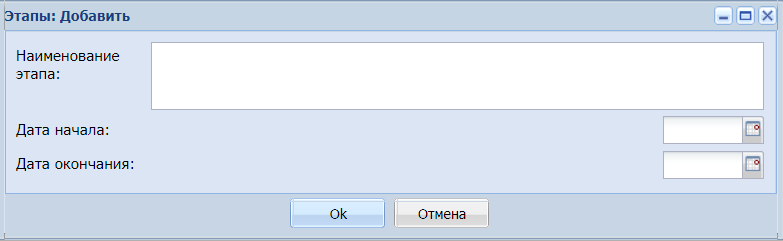 Этапы: Добавить
Наименование
этапа:
Дата начала:
Дата окончания:
Ok Отмена